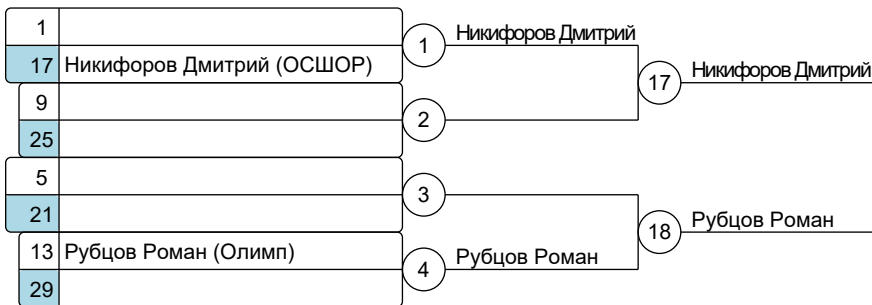 1
1 Никифоров Дмитрий
17 Никифоров Дмитрий (ОСШОР)
17 Никифоров Дмитрий
9
2
25
5
3
21
18 Рубцов Роман
13 Рубцов Роман (Олимп)
4 Рубцов Роман
29